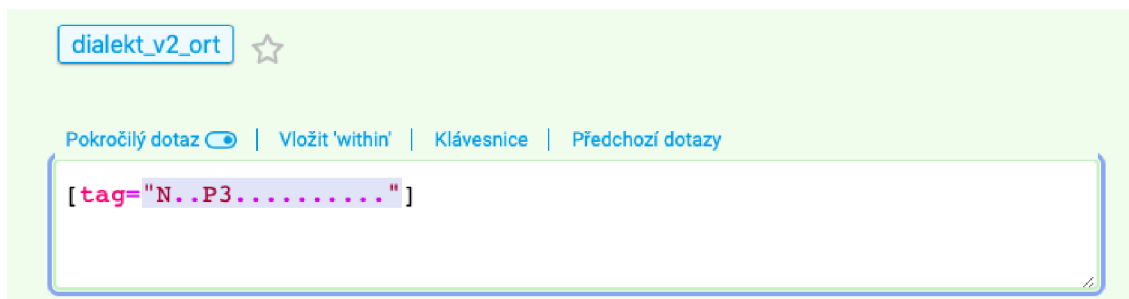 dialekt_v2_ort
Pokročilý dotaz | Vložit 'within' | Klávesnice | Předchozí dotazy
[tag="N..P3.........."]